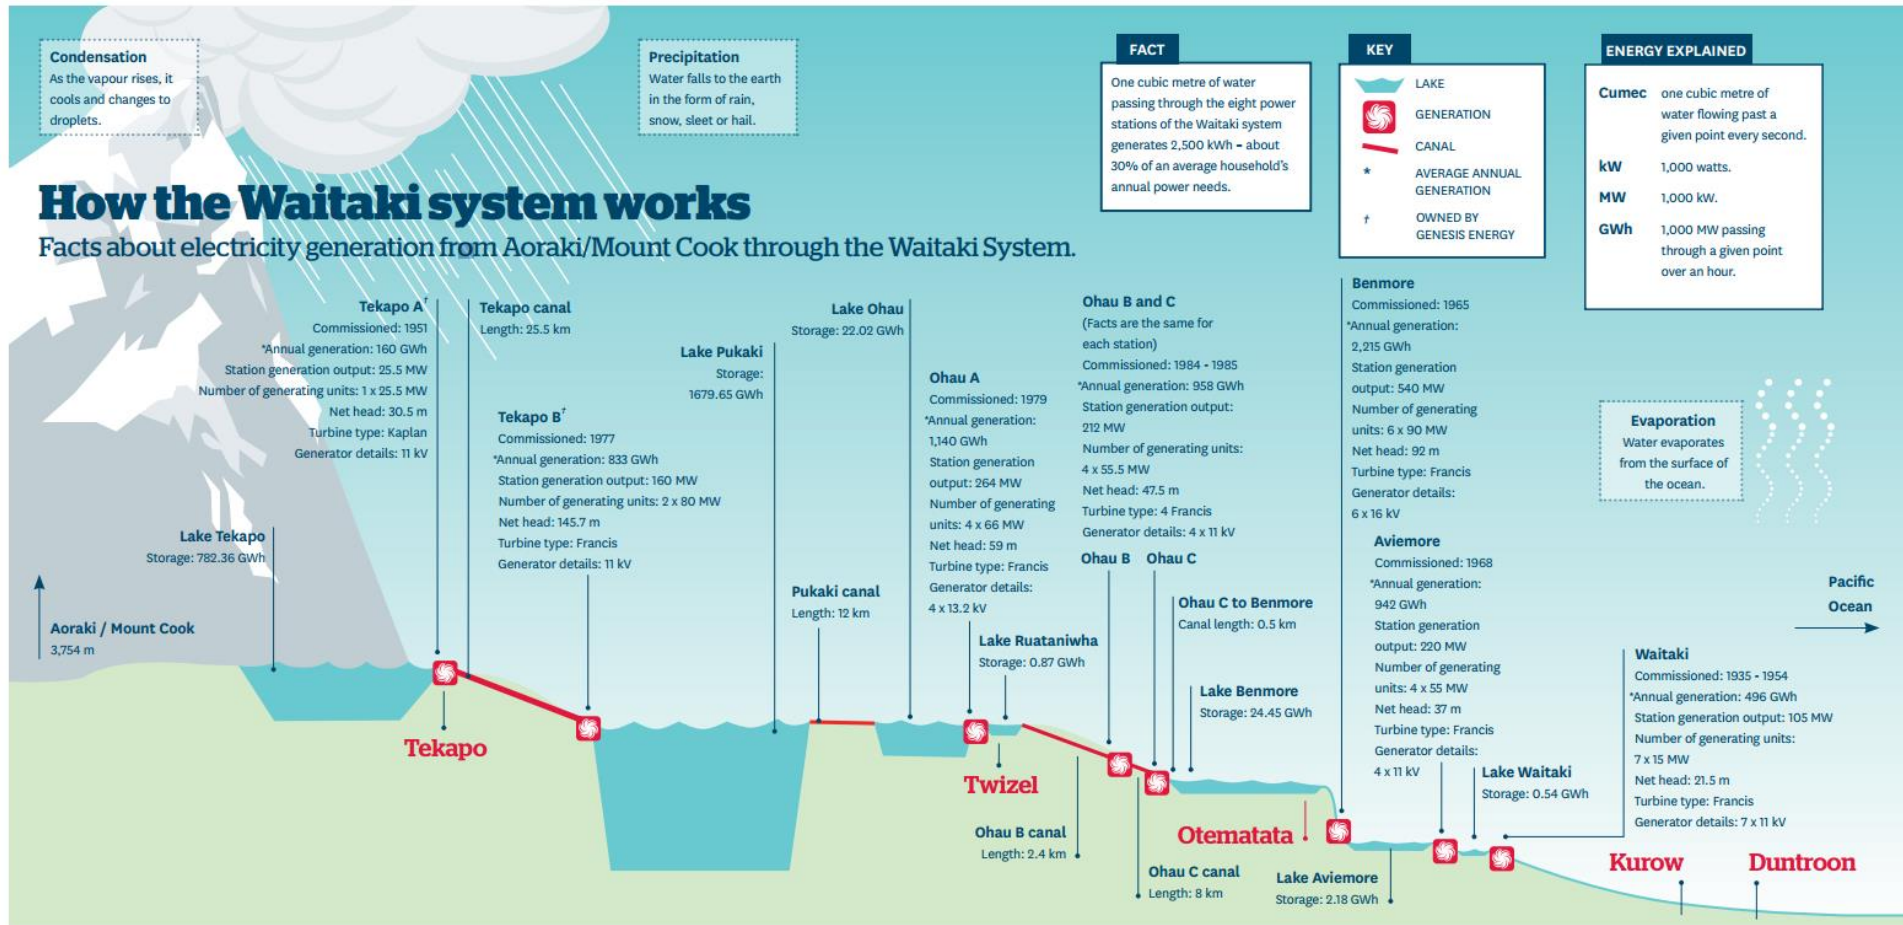 Condensation
As the vapour rises, it
cools and changes to
droplets.
Precipitation
Water falls to the earth
in the form of rain,
snow, sleet or hail.
FACT
One cubic metre of water
passing through the eight power
stations of the Waitaki system
generates 2,500 kWh – about
30% of an average household's
annual power needs.
KEY
LAKE
GENERATION
CANAL
* AVERAGE ANNUAL
GENERATION
† OWNED BY
GENESIS ENERGY
ENERGY EXPLAINED
Cumec one cubic metre of
water flowing past a
given point every second.
kW 1,000 watts.
MW 1,000 kW.
GWh 1,000 MW passing
through a given point
over an hour.
How the Waitaki system works
Facts about electricity generation from Aoraki/Mount Cook through the Waitaki System.
Tekapo A†
Commissioned: 1951
*Annual generation: 160 GWh
Station generation output: 25.5 MW
Number of generating units: 1 x 25.5 MW
Net head: 30.5 m
Turbine type: Kaplan
Generator details: 11 kV
Tekapo canal
Length: 25.5 km
Tekapo B†
Commissioned: 1977
*Annual generation: 833 GWh
Station generation output: 160 MW
Number of generating units: 2 x 80 MW
Net head: 145.7 m
Turbine type: Francis
Generator details: 11 kV
Lake Pukaki
Storage:
1679.65 GWh
Lake Ohau
Storage: 22.02 GWh
Ohau A
Commissioned: 1979
*Annual generation:
1,140 GWh
Station generation
output: 264 MW
Number of generating
units: 4 x 66 MW
Net head: 59 m
Turbine type: Francis
Generator details:
4 x 13.2 kV
Ohau B and C
(Facts are the same for
each station)
Commissioned: 1984 - 1985
*Annual generation: 958 GWh
Station generation output:
212 MW
Number of generating units:
4 x 55.5 MW
Net head: 47.5 m
Turbine type: 4 Francis
Generator details: 4 x 11 kV
Ohau B
Ohau C
Benmore
Commissioned: 1965
*Annual generation:
2,215 GWh
Station generation
output: 540 MW
Number of generating
units: 6 x 90 MW
Net head: 92 m
Turbine type: Francis
Generator details:
6 x 16 kV
Evaporation
Water evaporates
from the surface of
the ocean.
Aviemore
Commissioned: 1968
*Annual generation:
942 GWh
Station generation
output: 220 MW
Number of generating
units: 4 x 55 MW
Net head: 37 m
Turbine type: Francis
Generator details:
4 x 11 kV
Lake Tekapo
Storage: 782.36 GWh
Aoraki / Mount Cook
3,754 m
Pukaki canal
Length: 12 km
Lake Ruataniwha
Storage: 0.87 GWh
Ohau C to Benmore
Canal length: 0.5 km
Lake Benmore
Storage: 24.45 GWh
Pacific
Ocean
Waitaki
Commissioned: 1935 - 1954
*Annual generation: 496 GWh
Station generation output: 105 MW
Number of generating units:
7 x 15 MW
Net head: 21.5 m
Turbine type: Francis
Generator details: 7 x 11 kV
Lake Waitaki
Storage: 0.54 GWh
Tekapo
Twizel
Otematata
Ohau B canal
Length: 2.4 km
Ohau C canal
Length: 8 km
Lake Aviemore
Storage: 2.18 GWh
Kurow
Duntroon